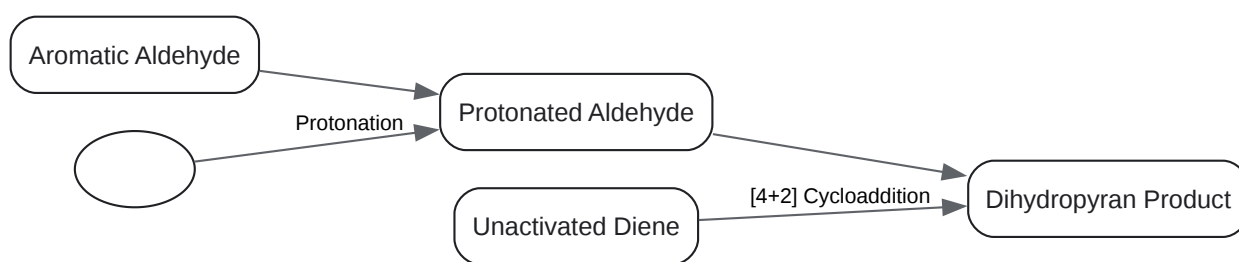 Aromatic Aldehyde
Protonation
Protonated Aldehyde
Unactivated Diene
[4+2] Cycloaddition
Dihydropyran Product